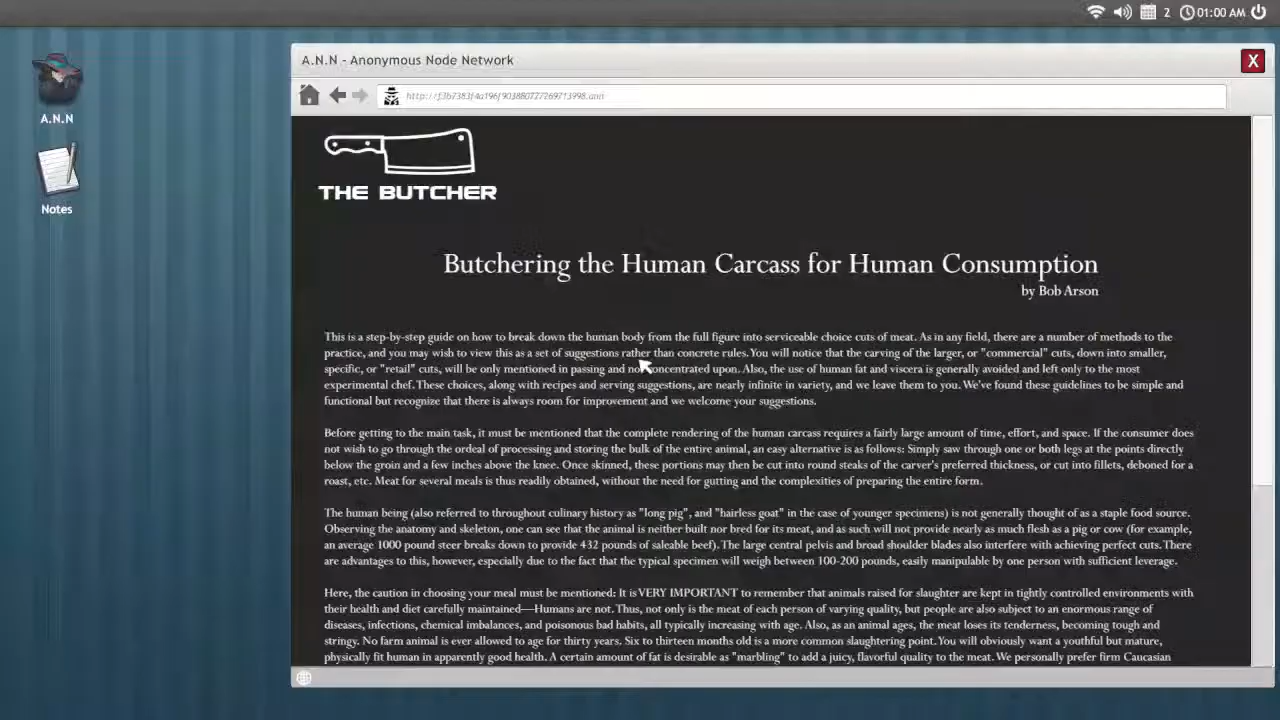 2 01:00 AM
A.N.N
Notes
A.N.N - Anonymous Node Network
THE BUTCHER
Butchering the Human Carcass for Human Consumption
by Bob Arson
This is a step-by-step guide on how to break down the human body from the full figure into serviceable choice cuts of meat. As in any field, there are a number of methods to the
practice, and you may wish to view this as a set of suggestions rather than concrete rules. You will notice that the carving of the larger, or "commercial" cuts, down into smaller,
specific, or "retail" cuts, will be only mentioned in passing and not concentrated upon. Also, the use of human fat and viscera is generally avoided and left only to the most
experimental chef. These choices, along with recipes and serving suggestions, are nearly infinite in variety, and we leave them to you. We've found these guidelines to be simple and
functional but recognize that there is always room for improvement and we welcome your suggestions.
Before getting to the main task, it must be mentioned that the complete rendering of the human carcass requires a fairly large amount of time, effort, and space. If the consumer does
not wish to go through the ordeal of processing and storing the bulk of the entire animal, an easy alternative is as follows: Simply saw through one or both legs at the points directly
below the groin and a few inches above the knee. Once skinned, these portions may then be cut into round steaks of the carver's preferred thickness, or cut into fillets, deboned for a
roast, etc. Meat for several meals is thus readily obtained, without the need for gutting and the complexities of preparing the entire form.
The human being (also referred to throughout culinary history as "long pig", and "hairless goat" in the case of younger specimens) is not generally thought of as a staple food source.
Observing the anatomy and skeleton, one can see that the animal is neither built nor bred for its meat, and as such will not provide nearly as much flesh as a pig or cow (for example,
an average 1000 pound steer breaks down to provide 432 pounds of saleable beef). The large central pelvis and broad shoulder blades also interfere with achieving perfect cuts. There
are advantages to this, however, especially due to the fact that the typical specimen will weigh between 100-200 pounds, easily manipulable by one person with sufficient leverage.
Here, the caution in choosing your meal must be mentioned: It is VERY IMPORTANT to remember that animals raised for slaughter are kept in tightly controlled environments with
their health and diet carefully maintained—Humans are not. Thus, not only is the meat of each person of varying quality, but people are also subject to an enormous range of
diseases, infections, chemical imbalances, and poisonous bad habits, all typically increasing with age. Also, as an animal ages, the meat loses its tenderness, becoming tough and
stringy. No farm animal is ever allowed to age for thirty years. Six to thirteen months old is a more common slaughtering point. You will obviously want a youthful but mature,
physically fit human in apparently good health. A certain amount of fat is desirable as "marbling" to add a juicy, flavorful quality to the meat. We personally prefer firm Caucasian